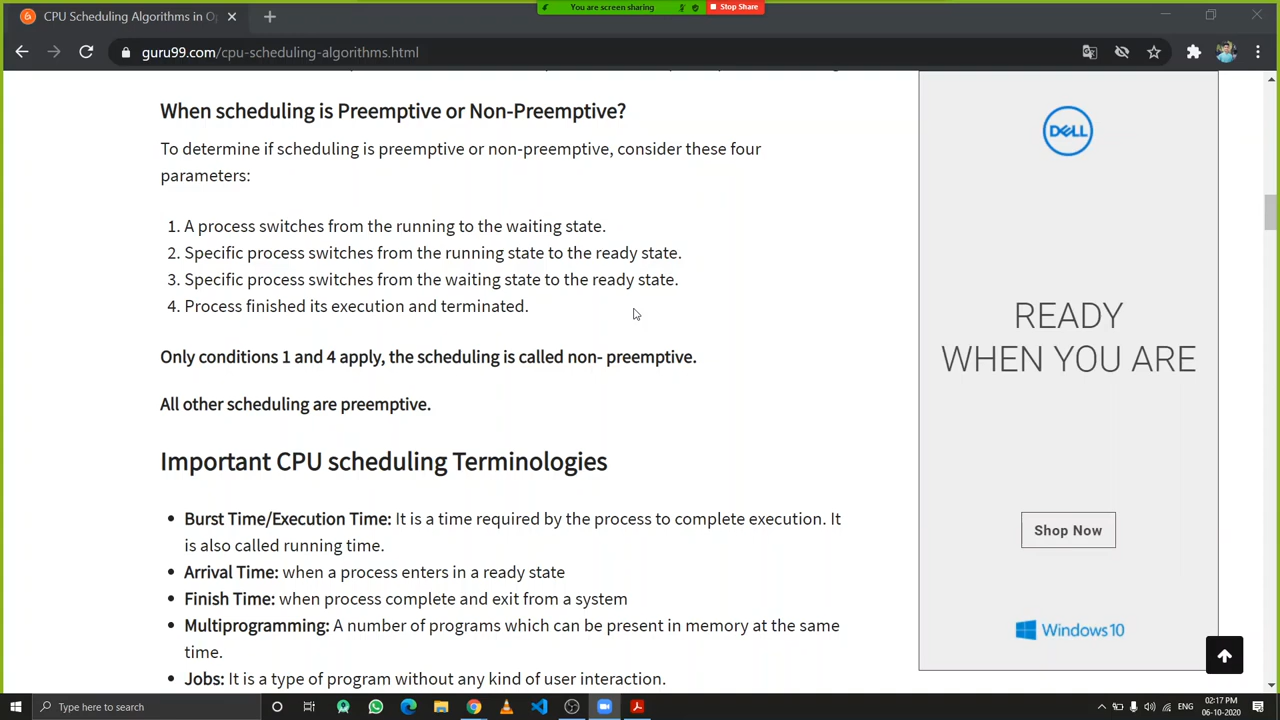 You are screen sharing
Stop Share
CPU Scheduling Algorithms in Op
guru99.com/cpu-scheduling-algorithms.html
When scheduling is Preemptive or Non-Preemptive?
To determine if scheduling is preemptive or non-preemptive, consider these four
parameters:
1. A process switches from the running to the waiting state.
2. Specific process switches from the running state to the ready state.
3. Specific process switches from the waiting state to the ready state.
4. Process finished its execution and terminated.
Only conditions 1 and 4 apply, the scheduling is called non- preemptive.
All other scheduling are preemptive.
Important CPU scheduling Terminologies
• Burst Time/Execution Time: It is a time required by the process to complete execution. It
is also called running time.
• Arrival Time: when a process enters in a ready state
• Finish Time: when process complete and exit from a system
• Multiprogramming: A number of programs which can be present in memory at the same
time.
• Jobs: It is a type of program without any kind of user interaction.
DELL
READY
WHEN YOU ARE
Shop Now
Windows 10
Type here to search
ENG
02:17 PM
06-10-2020